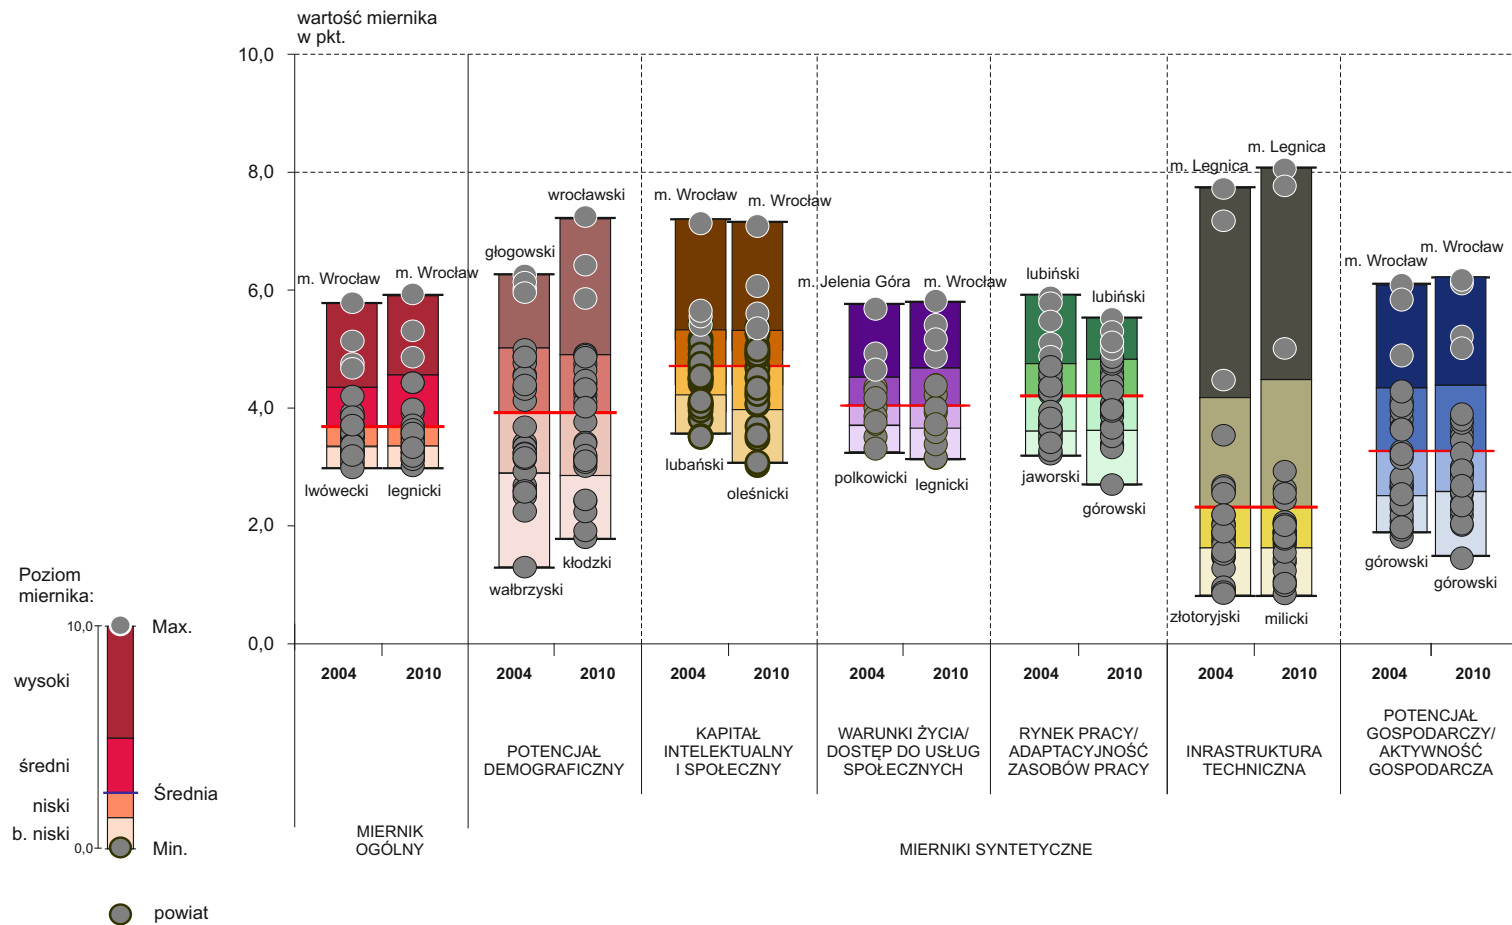 wartość miernika
w pkt.
10,0
8,0
6,0
4,0
2,0
0,0
m. Wrocław
m. Wrocław
lwówecki
legnicki
głogowski
wrocławski
wałbrzyski
kłodzki
m. Wrocław
m. Wrocław
lubański
oleśnicki
m. Jelenia Góra
m. Wrocław
polkowicki
legnicki
lubiński
lubiński
jaworski
górowski
m. Legnica
m. Legnica
złotoryjski
milicki
m. Wrocław
m. Wrocław
górowski
górowski
2004 2010
2004 2010
2004 2010
2004 2010
2004 2010
2004 2010
2004 2010
POTENCJAŁ
DEMOGRAFICZNY
KAPITAŁ
INTELEKTUALNY
I SPOŁECZNY
WARUNKI ŻYCIA/
DOSTĘP DO USŁUG
SPOŁECZNYCH
RYNEK PRACY/
ADAPTACYJNOŚĆ
ZASOBÓW PRACY
INRASTRUKTURA
TECHNICZNA
POTENCJAŁ
GOSPODARCZY/
AKTYWNOŚĆ
GOSPODARCZA
MIERNIK
OGÓLNY
MIERNIKI SYNTETYCZNE
Poziom
miernika:
10,0
Max.
wysoki
średni
Średnia
niski
b. niski
0,0
Min.
powiat